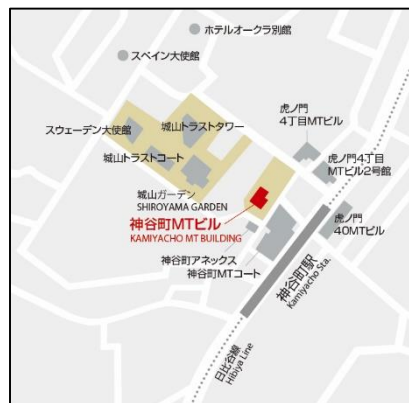 ホテルオークラ別館
スペイン大使館
城山トラストタワー
スウェーデン大使館
城山トラストコート
虎ノ門
4丁目MTビル
虎ノ門4丁目
MTビル2号館
城山ガーデン
SHIROYAMA GARDEN
神谷町MTビル
KAMIYACHO MT BUILDING
虎ノ門
40MTビル
神谷町アネックス
神谷町MTコート
神谷町駅
Kamiyacho Sta.
日比谷線
Hibiya Line